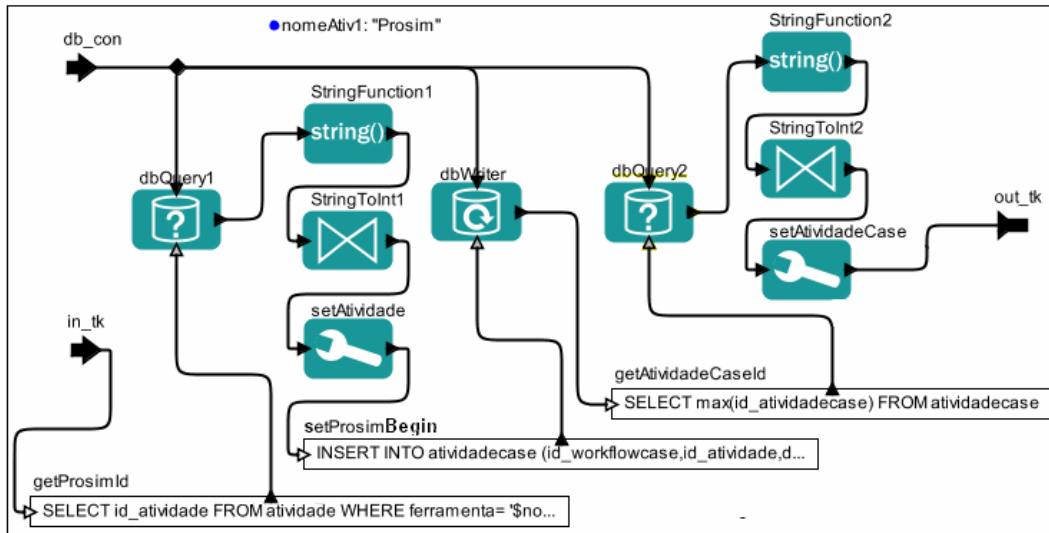 nomeAtiv1: "Prosim"
StringFunction2
db_con
string()
StringFunction1
string()
StringToInt2
dbQuery1
dbWriter
dbQuery2
?
?
StringToInt1
out_tk
setAtividadeCase
setAtividade
in_tk
getAtividadeCaseId
SELECT max(id_atividadecase) FROM atividadecase
setProsimBegin
INSERT INTO atividadecase (id_workflowcase,id_atividade,d...
getProsimId
SELECT id_atividade FROM atividade WHERE ferramenta= '$no...